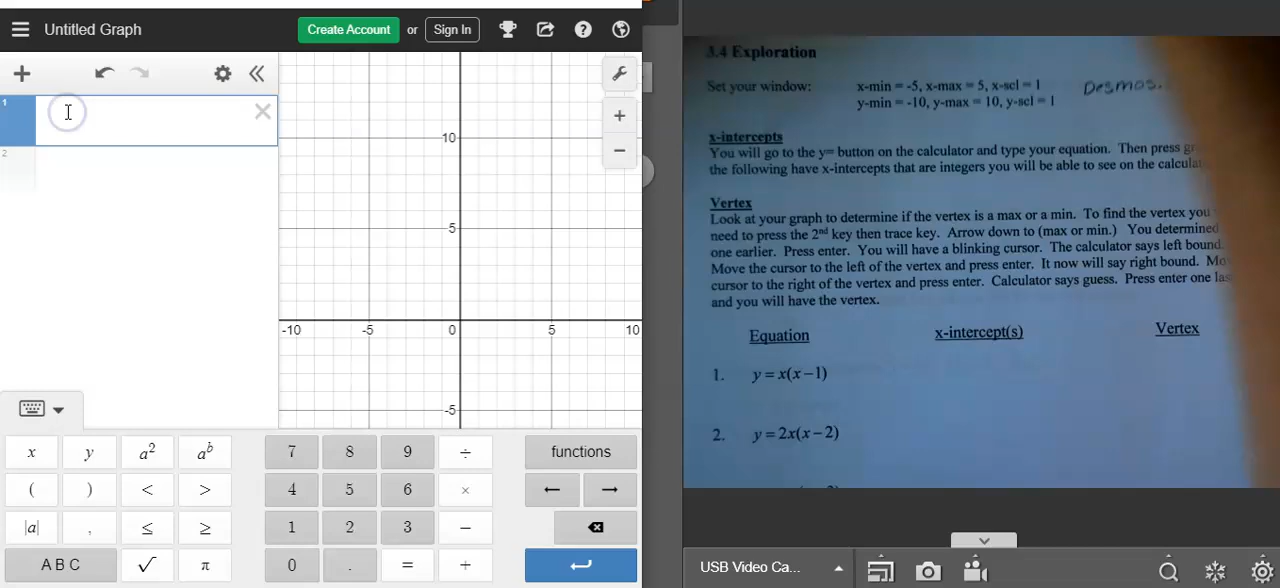 Untitled Graph
Create Account or Sign In
1
2
10
5
-10 -5 0 5 10
-5
x y a² aᵇ 7 8 9 ÷ functions
( ) < > 4 5 6 × ← →
|a| , ≤ ≥ 1 2 3 −
A B C √ π 0 . = +
3.4 Exploration
Set your window: x-min = -5, x-max = 5, x-scl = 1 Desmos.
y-min = -10, y-max = 10, y-scl = 1
x-intercepts
You will go to the y= button on the calculator and type your equation. Then press
the following have x-intercepts that are integers you will be able to see on the
Vertex
Look at your graph to determine if the vertex is a max or a min. To find the vertex you
need to press the 2nd key then trace key. Arrow down to (max or min.) You determined
one earlier. Press enter. You will have a blinking cursor. The calculator says left bound.
Move the cursor to the left of the vertex and press enter. It now will say right bound.
cursor to the right of the vertex and press enter. Calculator says guess. Press enter one
and you will have the vertex.
Equation x-intercept(s) Vertex
1. y = x(x−1)
2. y = 2x(x−2)
USB Video Ca...